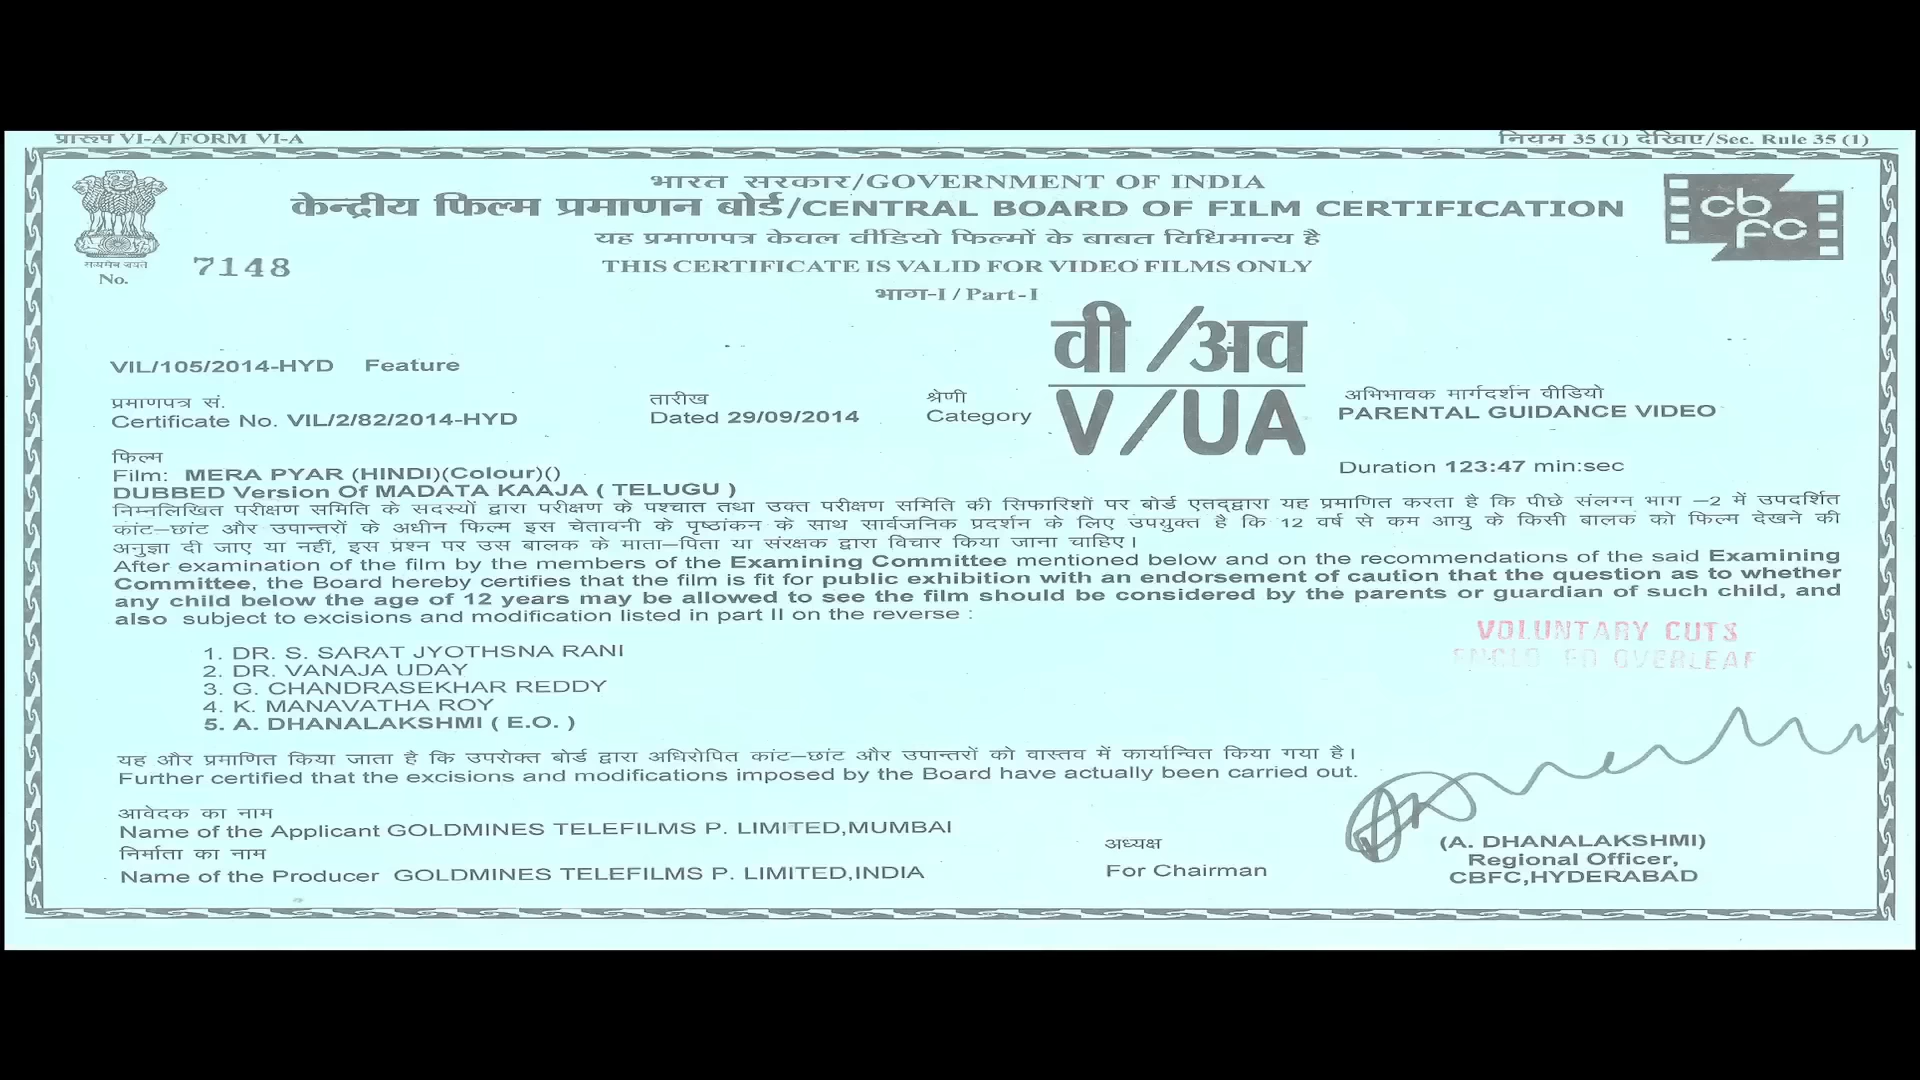 प्रारूप VI-A/FORM VI-A
नियम 35 (1) देखिए/Sec. Rule 35 (1)
भारत सरकार/GOVERNMENT OF INDIA
केन्द्रीय फिल्म प्रमाणन बोर्ड/CENTRAL BOARD OF FILM CERTIFICATION
cb
fc
यह प्रमाणपत्र केवल वीडियो फिल्मों के बाबत विधिमान्य है
THIS CERTIFICATE IS VALID FOR VIDEO FILMS ONLY
सत्यमेव जयते
No. 7148
भाग-I / Part-I
वी/अव
V/UA
VIL/105/2014-HYD Feature
प्रमाणपत्र सं.
Certificate No. VIL/2/82/2014-HYD
तारीख
Dated 29/09/2014
श्रेणी
Category
अभिभावक मार्गदर्शन वीडियो
PARENTAL GUIDANCE VIDEO
Duration 123:47 min:sec
फिल्म
Film: MERA PYAR (HINDI)(Colour)()
DUBBED Version Of MADATA KAAJA ( TELUGU )
निम्नलिखित परीक्षण समिति के सदस्यों द्वारा परीक्षण के पश्चात तथा उक्त परीक्षण समिति की सिफारिशों पर बोर्ड एतद्द्वारा यह प्रमाणित करता है कि पीछे संलग्न भाग –2 में उपदर्शित
कांट–छांट और उपान्तरों के अधीन फिल्म इस चेतावनी के पृष्ठांकन के साथ सार्वजनिक प्रदर्शन के लिए उपयुक्त है कि 12 वर्ष से कम आयु के किसी बालक को फिल्म देखने की
अनुज्ञा दी जाए या नहीं, इस प्रश्न पर उस बालक के माता–पिता या संरक्षक द्वारा विचार किया जाना चाहिए।
After examination of the film by the members of the Examining Committee mentioned below and on the recommendations of the said Examining
Committee, the Board hereby certifies that the film is fit for public exhibition with an endorsement of caution that the question as to whether
any child below the age of 12 years may be allowed to see the film should be considered by the parents or guardian of such child, and
also subject to excisions and modification listed in part II on the reverse :
VOLUNTARY CUTS
OVERLEAF
1. DR. S. SARAT JYOTHSNA RANI
2. DR. VANAJA UDAY
3. G. CHANDRASEKHAR REDDY
4. K. MANAVATHA ROY
5. A. DHANALAKSHMI ( E.O. )
यह और प्रमाणित किया जाता है कि उपरोक्त बोर्ड द्वारा अधिरोपित कांट–छांट और उपान्तरों को वास्तव में कार्यान्वित किया गया है।
Further certified that the excisions and modifications imposed by the Board have actually been carried out.
आवेदक का नाम
Name of the Applicant GOLDMINES TELEFILMS P. LIMITED,MUMBAI
निर्माता का नाम
Name of the Producer GOLDMINES TELEFILMS P. LIMITED,INDIA
अध्यक्ष
For Chairman
(A. DHANALAKSHMI)
Regional Officer,
CBFC,HYDERABAD